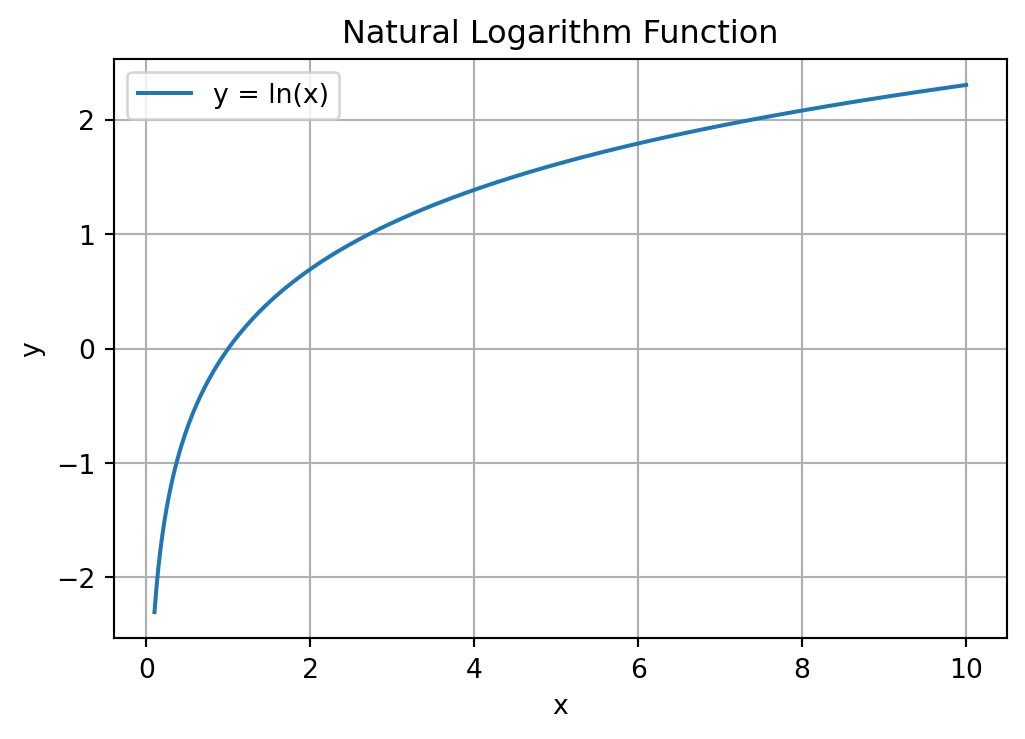 Natural Logarithm Function
y = ln(x)
2
1
0
−1
−2
y
0 2 4 6 8 10
x